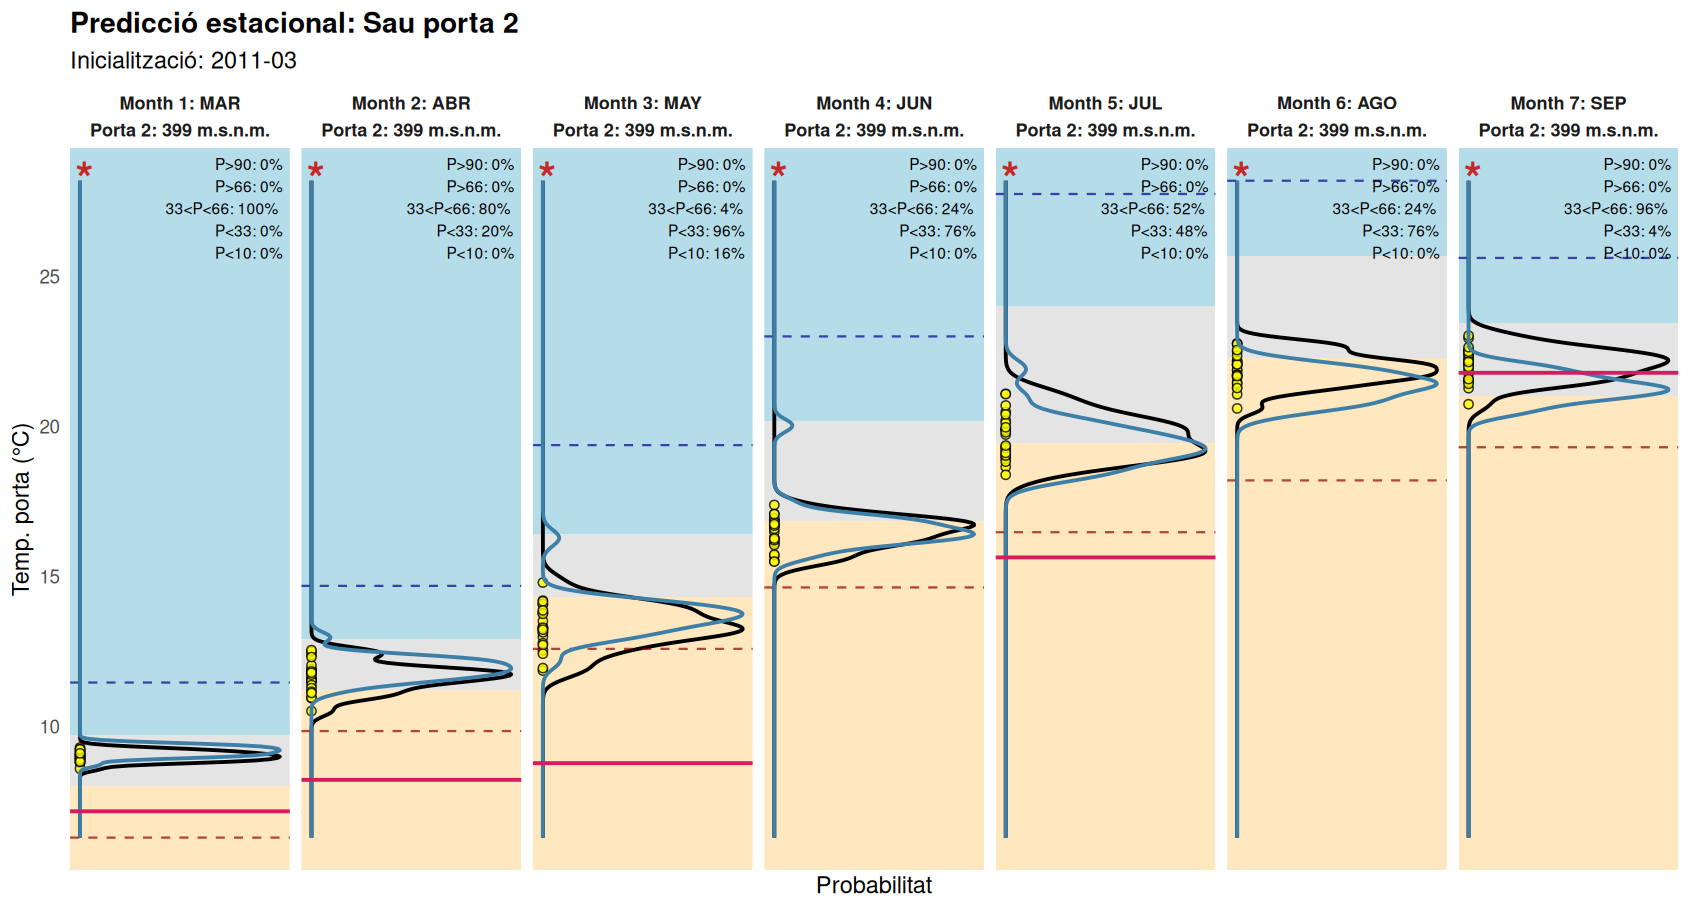 Predicció estacional: Sau porta 2
Inicialització: 2011-03
Month 1: MAR
Porta 2: 399 m.s.n.m.
*
P>90: 0%
P>66: 0%
33<P<66: 100%
P<33: 0%
P<10: 0%
Month 2: ABR
Porta 2: 399 m.s.n.m.
*
P>90: 0%
P>66: 0%
33<P<66: 80%
P<33: 20%
P<10: 0%
Month 3: MAY
Porta 2: 399 m.s.n.m.
*
P>90: 0%
P>66: 0%
33<P<66: 4%
P<33: 96%
P<10: 16%
Month 4: JUN
Porta 2: 399 m.s.n.m.
*
P>90: 0%
P>66: 0%
33<P<66: 24%
P<33: 76%
P<10: 0%
Month 5: JUL
Porta 2: 399 m.s.n.m.
*
P>90: 0%
P>66: 0%
33<P<66: 52%
P<33: 48%
P<10: 0%
Month 6: AGO
Porta 2: 399 m.s.n.m.
*
P>90: 0%
P>66: 0%
33<P<66: 24%
P<33: 76%
P<10: 0%
Month 7: SEP
Porta 2: 399 m.s.n.m.
*
P>90: 0%
P>66: 0%
33<P<66: 96%
P<33: 4%
P<10: 0%
25
20
15
10
Temp. porta (°C)
Probabilitat